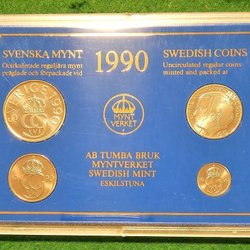 SVENSKA MYNT
Ocirkulerade reguljära mynt
präglade och förpackade vid
1990
SWEDISH COINS
Uncirculated regular coins
minted and packed at
SVERIGE 1990
MYNT
VERKET
AB TUMBA BRUK
MYNTVERKET
SWEDISH MINT
ESKILSTUNA